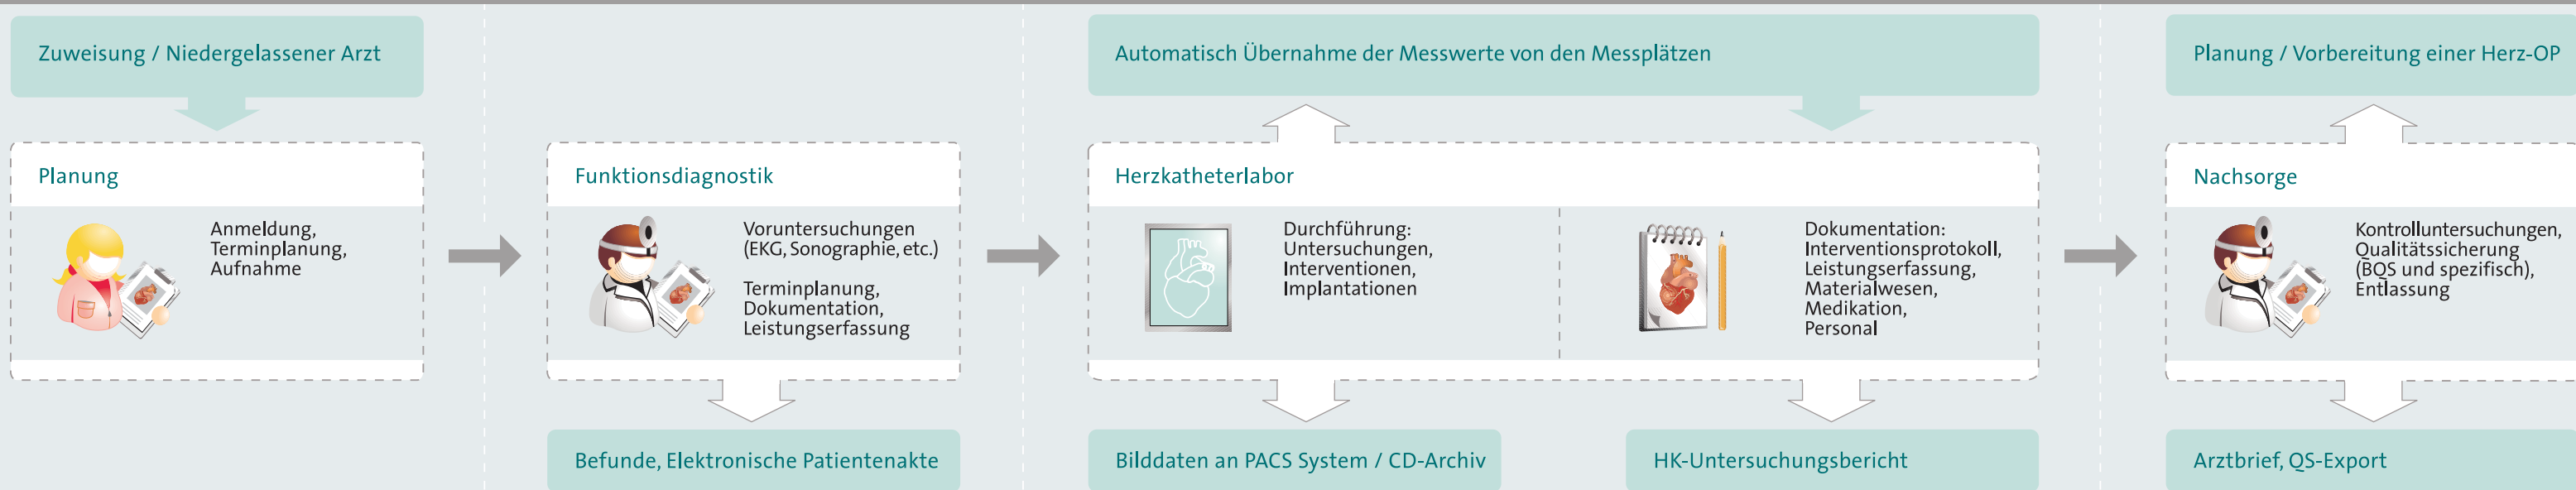 Zuweisung / Niedergelassener Arzt
Automatisch Übernahme der Messwerte von den Messplätzen
Planung / Vorbereitung einer Herz-OP
Planung
Anmeldung,
Terminplanung,
Aufnahme
Funktionsdiagnostik
Voruntersuchungen
(EKG, Sonographie, etc.)
Terminplanung,
Dokumentation,
Leistungserfassung
Herzkatheterlabor
Durchführung:
Untersuchungen,
Interventionen,
Implantationen
Dokumentation:
Interventionsprotokoll,
Leistungserfassung,
Materialwesen,
Medikation,
Personal
Nachsorge
Kontrolluntersuchungen,
Qualitätssicherung
(BQS und spezifisch),
Entlassung
Befunde, Elektronische Patientenakte
Bilddaten an PACS System / CD-Archiv
HK-Untersuchungsbericht
Arztbrief, QS-Export